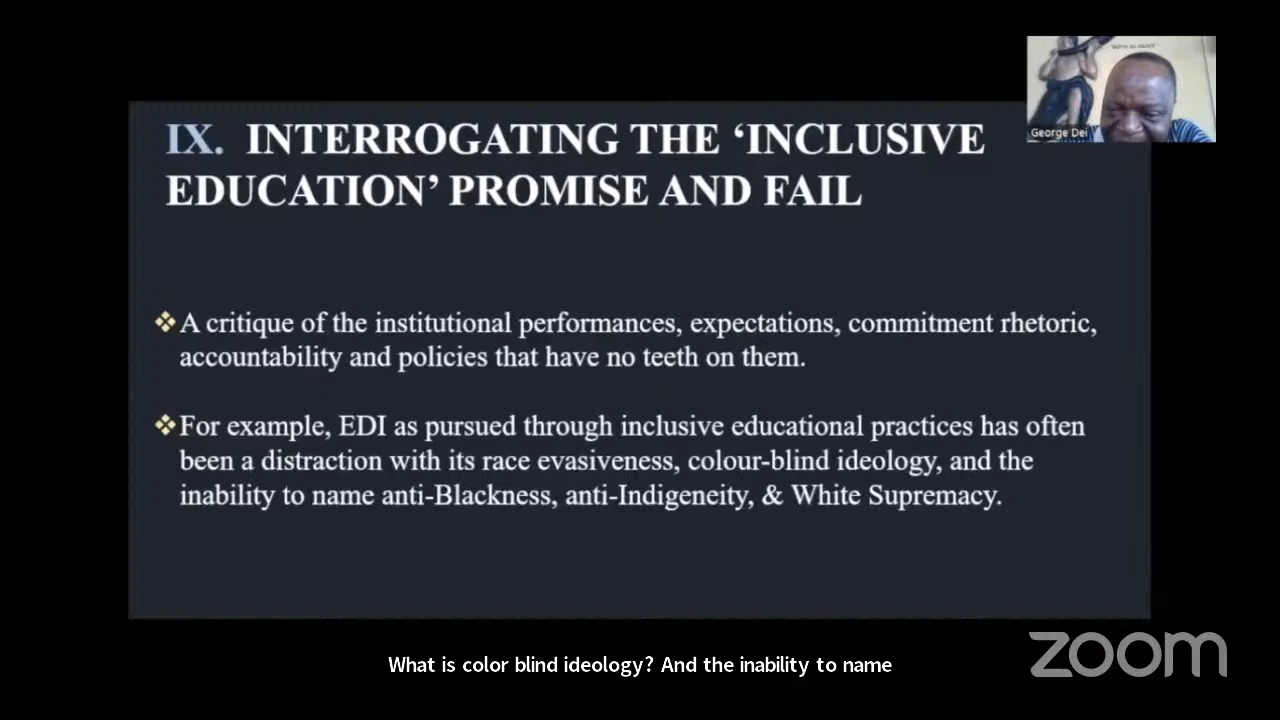 IX. INTERROGATING THE ‘INCLUSIVE
EDUCATION’ PROMISE AND FAIL
George Dei
❖A critique of the institutional performances, expectations, commitment rhetoric,
accountability and policies that have no teeth on them.
❖For example, EDI as pursued through inclusive educational practices has often
been a distraction with its race evasiveness, colour-blind ideology, and the
inability to name anti-Blackness, anti-Indigeneity, & White Supremacy.
What is color blind ideology? And the inability to name
zoom